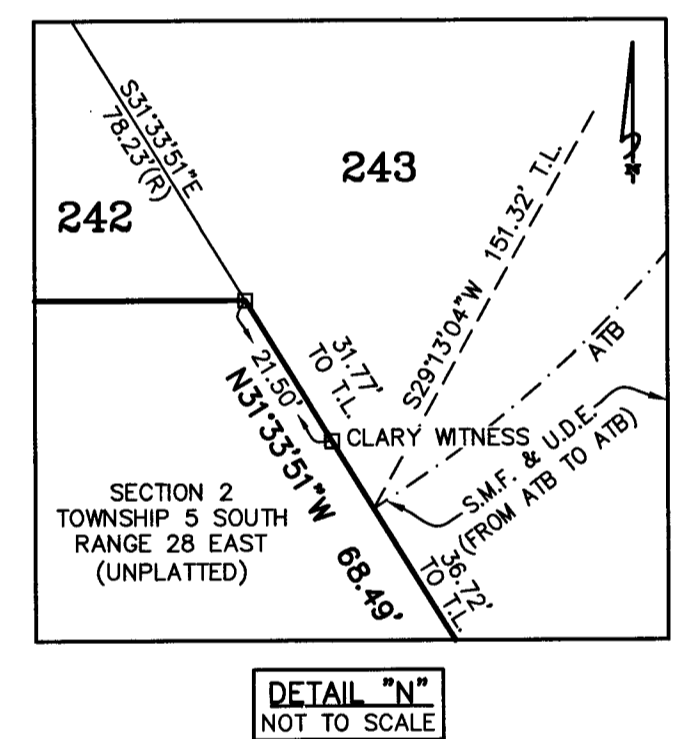 S31°33'51"E
78.23'(R)
243
242
S29°13'04"W 151.32' T.L.
ATB
31.77'
TO T.L.
21.50'
N31°33'51"W 68.49'
CLARY WITNESS
S.M.F. & U.D.E.
(FROM ATB TO ATB)
36.72'
TO T.L.
SECTION 2
TOWNSHIP 5 SOUTH
RANGE 28 EAST
(UNPLATTED)
DETAIL "N"
NOT TO SCALE